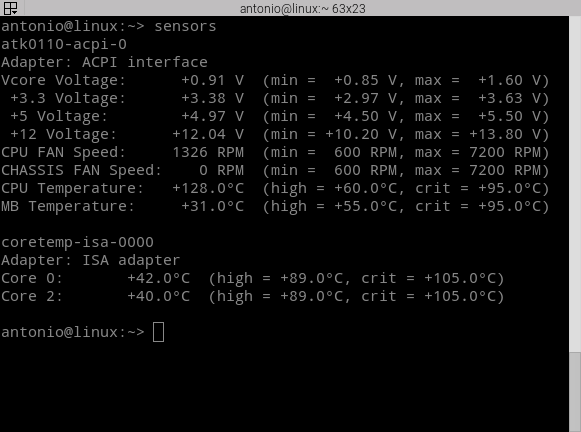 antonio@linux:~ 63x23
antonio@linux:~> sensors
atk0110-acpi-0
Adapter: ACPI interface
Vcore Voltage:      +0.91 V  (min =  +0.85 V, max =  +1.60 V)
 +3.3 Voltage:      +3.38 V  (min =  +2.97 V, max =  +3.63 V)
 +5 Voltage:        +4.97 V  (min =  +4.50 V, max =  +5.50 V)
 +12 Voltage:      +12.04 V  (min = +10.20 V, max = +13.80 V)
CPU FAN Speed:     1326 RPM  (min =  600 RPM, max = 7200 RPM)
CHASSIS FAN Speed:    0 RPM  (min =  600 RPM, max = 7200 RPM)
CPU Temperature:   +128.0°C  (high = +60.0°C, crit = +95.0°C)
MB Temperature:     +31.0°C  (high = +55.0°C, crit = +95.0°C)

coretemp-isa-0000
Adapter: ISA adapter
Core 0:       +42.0°C  (high = +89.0°C, crit = +105.0°C)
Core 2:       +40.0°C  (high = +89.0°C, crit = +105.0°C)

antonio@linux:~>